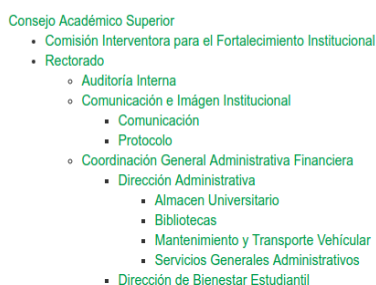 Consejo Académico Superior
Comisión Interventora para el Fortalecimiento Institucional
Rectorado
Auditoría Interna
Comunicación e Imágen Institucional
Comunicación
Protocolo
Coordinación General Administrativa Financiera
Dirección Administrativa
Almacen Universitario
Bibliotecas
Mantenimiento y Transporte Vehícular
Servicios Generales Administrativos
Dirección de Bienestar Estudiantil